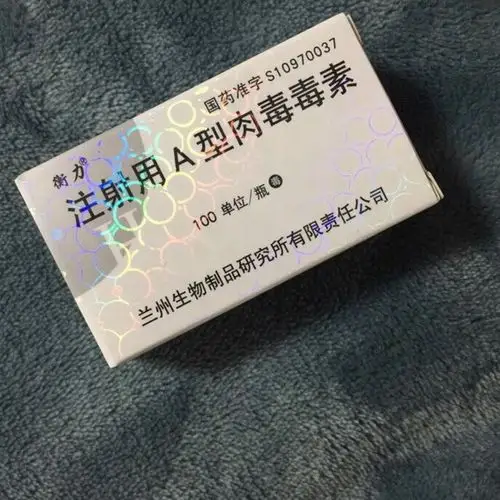 国药准字 S10970037
衡力®
注射用A型肉毒毒素
100 单位/瓶 毒
兰州生物制品研究所有限责任公司